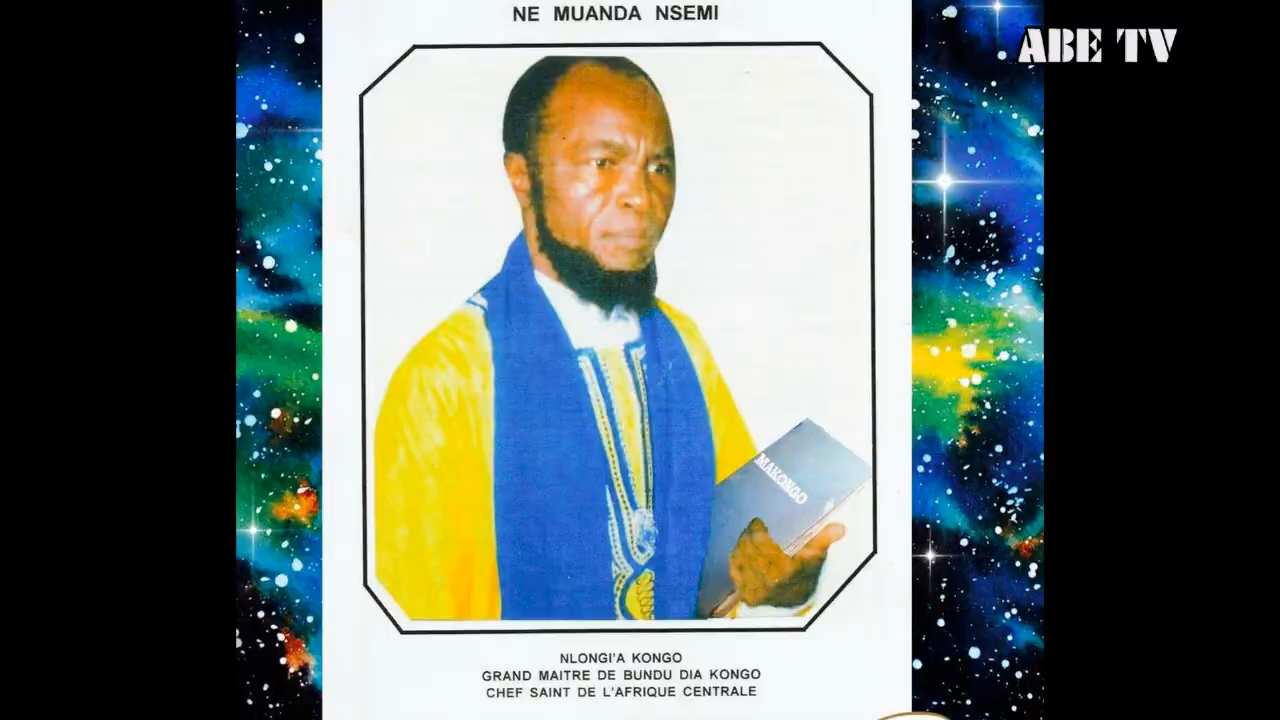 NE MUANDA NSEMI
ABE TV
MAKONGO
NLONGI'A KONGO
GRAND MAITRE DE BUNDU DIA KONGO
CHEF SAINT DE L'AFRIQUE CENTRALE